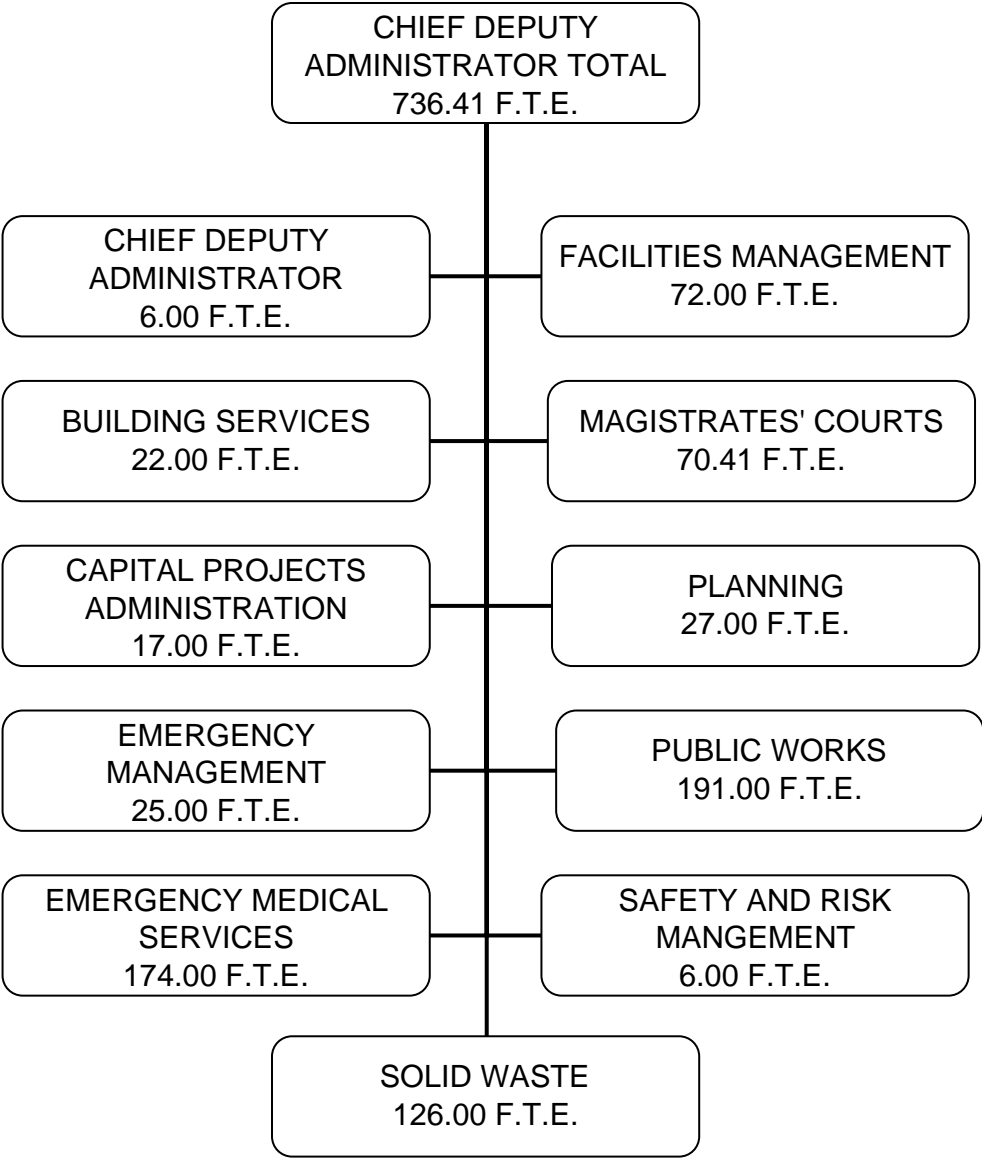 CHIEF DEPUTY
ADMINISTRATOR TOTAL
736.41 F.T.E.
CHIEF DEPUTY
ADMINISTRATOR
6.00 F.T.E.
FACILITIES MANAGEMENT
72.00 F.T.E.
BUILDING SERVICES
22.00 F.T.E.
MAGISTRATES' COURTS
70.41 F.T.E.
CAPITAL PROJECTS
ADMINISTRATION
17.00 F.T.E.
PLANNING
27.00 F.T.E.
EMERGENCY
MANAGEMENT
25.00 F.T.E.
PUBLIC WORKS
191.00 F.T.E.
EMERGENCY MEDICAL
SERVICES
174.00 F.T.E.
SAFETY AND RISK
MANGEMENT
6.00 F.T.E.
SOLID WASTE
126.00 F.T.E.